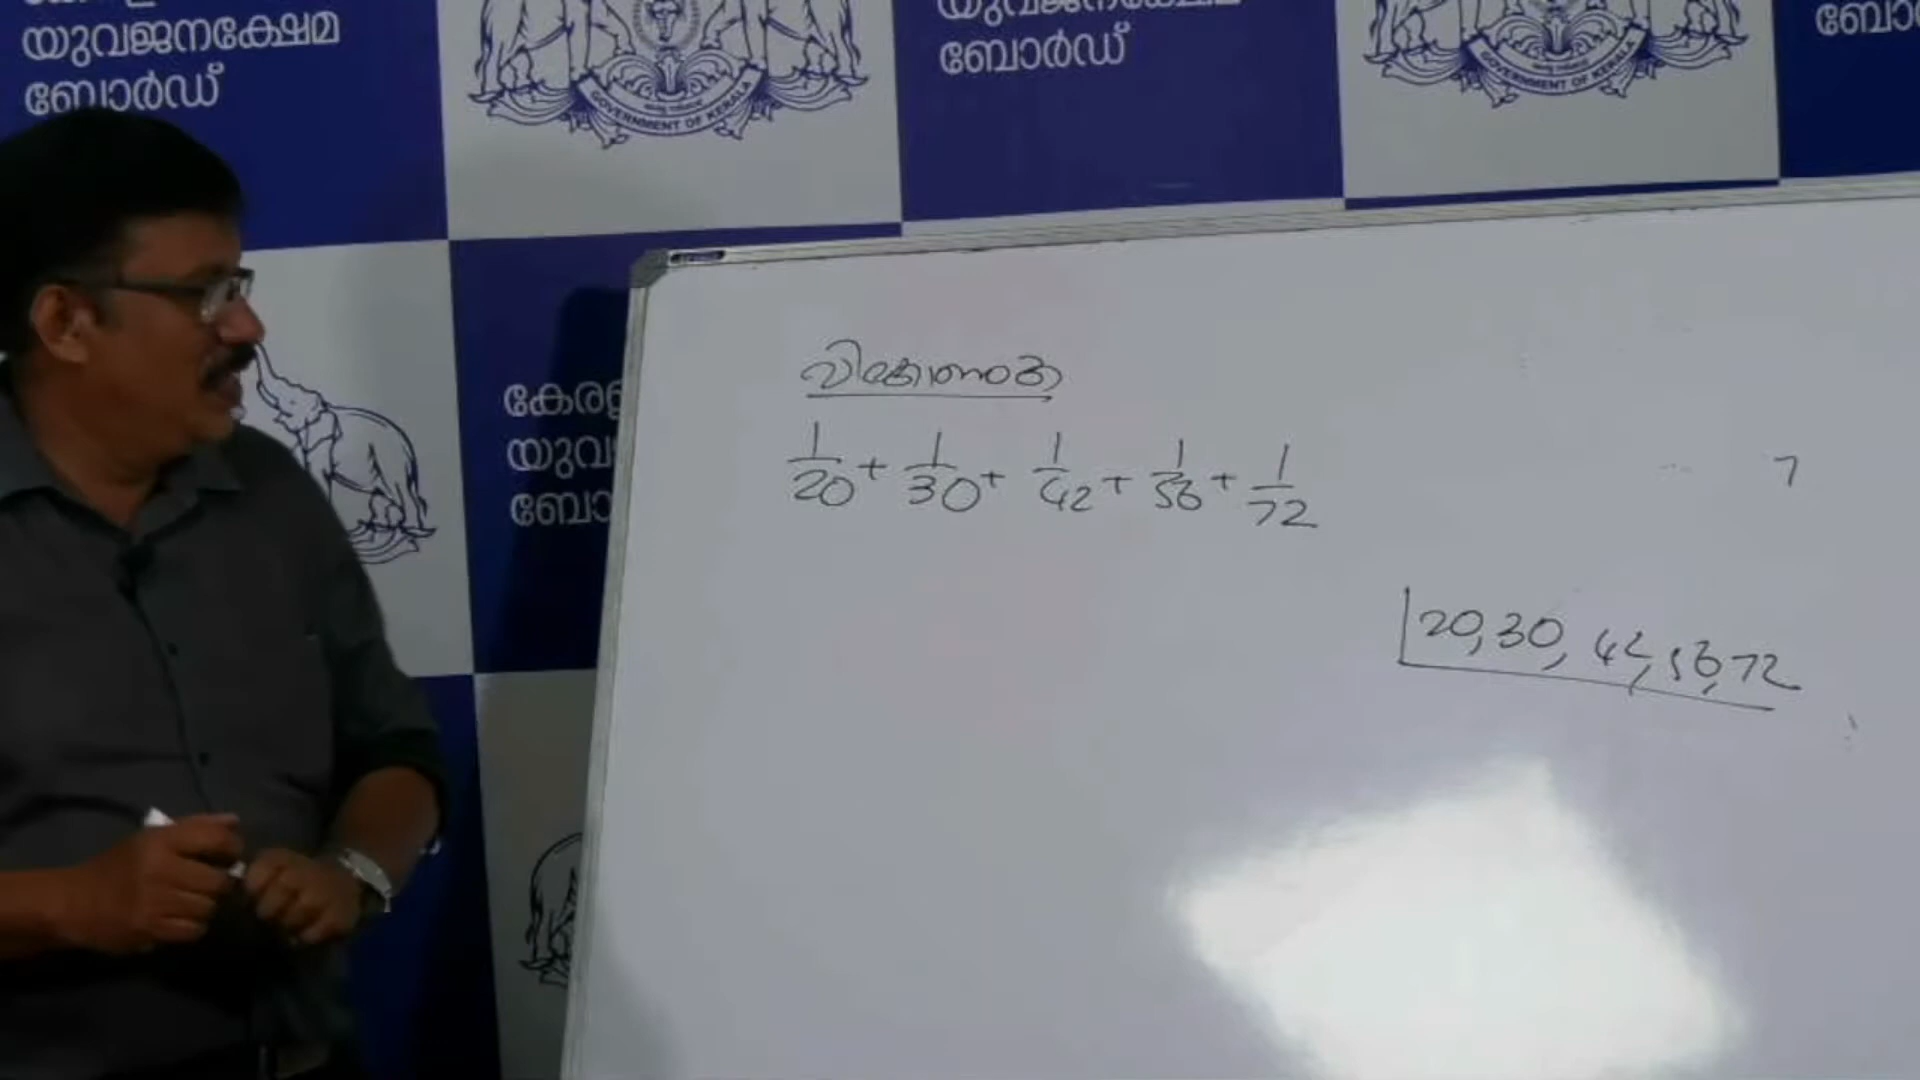 യുവജനക്ഷേമ
ബോർഡ്
GOVERNMENT OF KERALA
ബോർഡ്
GOVERNMENT OF KERALA
കേരള
യുവ
ബോ
1/20 + 1/30 + 1/42 + 1/56 + 1/72
7
20, 30, 42, 56, 72